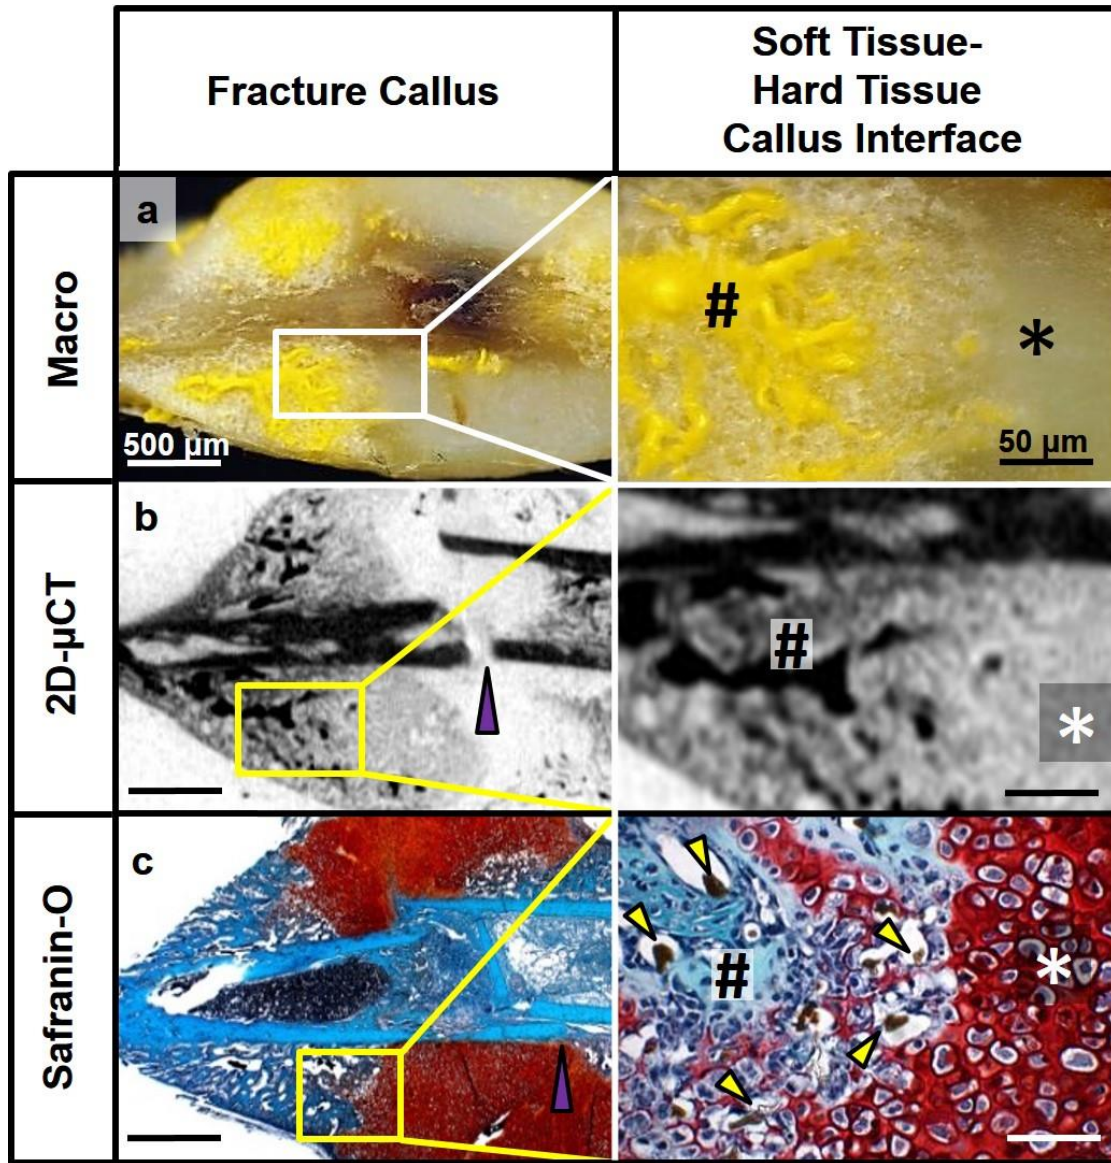 Fracture Callus
Soft Tissue-
Hard Tissue
Callus Interface
Macro
a
500 µm
#
*
50 µm
2D-µCT
b
#
*
Safranin-O
c
#
*